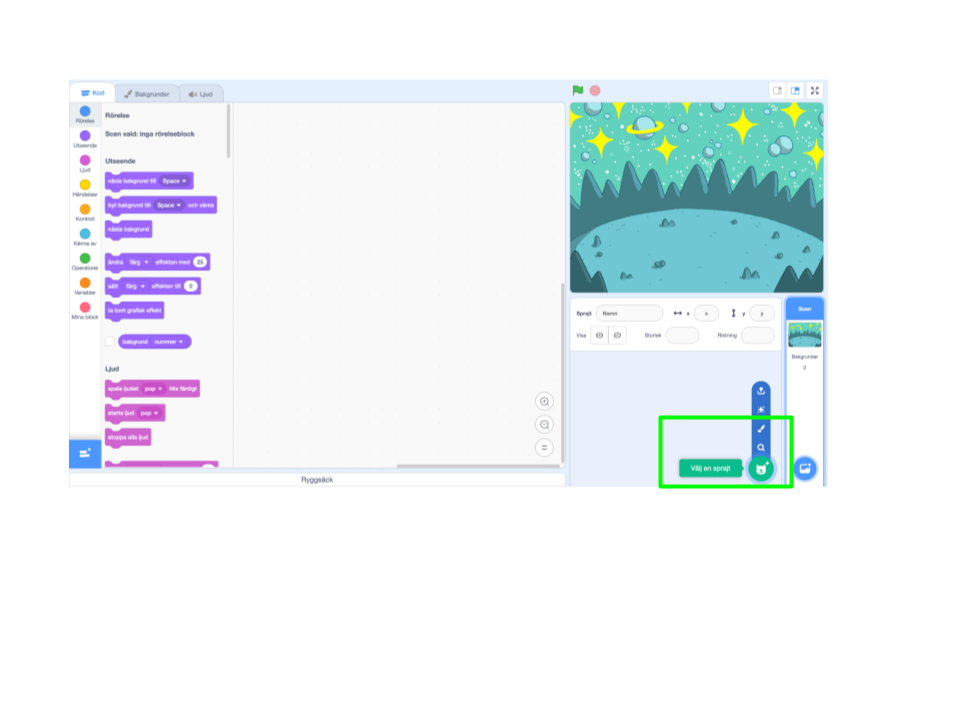 Kod
Bakgrunder
Ljud
Rörelse
Utseende
Ljud
Händelser
Kontroll
Känna av
Operatorer
Variabler
Mina block
Rörelse
Scen vald: inga rörelseblock
Utseende
växla bakgrund till Space
byt bakgrund till Space och vänta
nästa bakgrund
ändra färg effekten med 25
sätt färg effekten till 0
ta bort grafisk effekt
bakgrund nummer
Ljud
spela ljudet pop tills färdigt
starta ljud pop
stoppa alla ljud
Ryggsäck
Sprajt Namn x x y y
Visa Storlek Riktning
Scen
Bakgrunder
2
Välj en sprajt